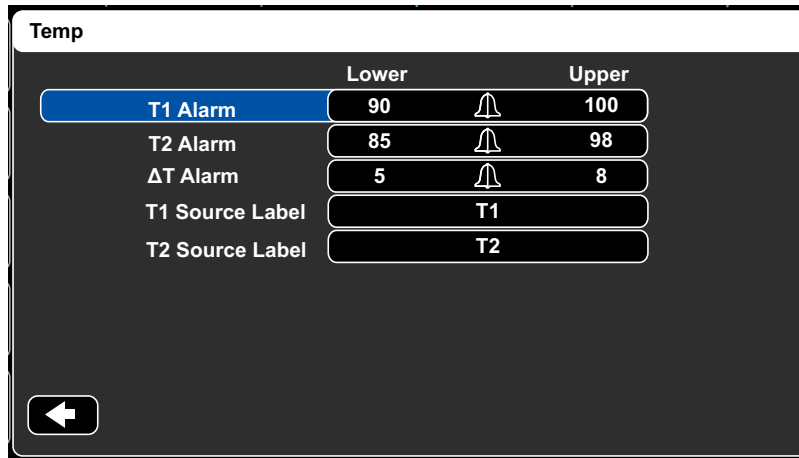 Temp
Lower Upper
T1 Alarm 90 100
T2 Alarm 85 98
ΔT Alarm 5 8
T1 Source Label T1
T2 Source Label T2